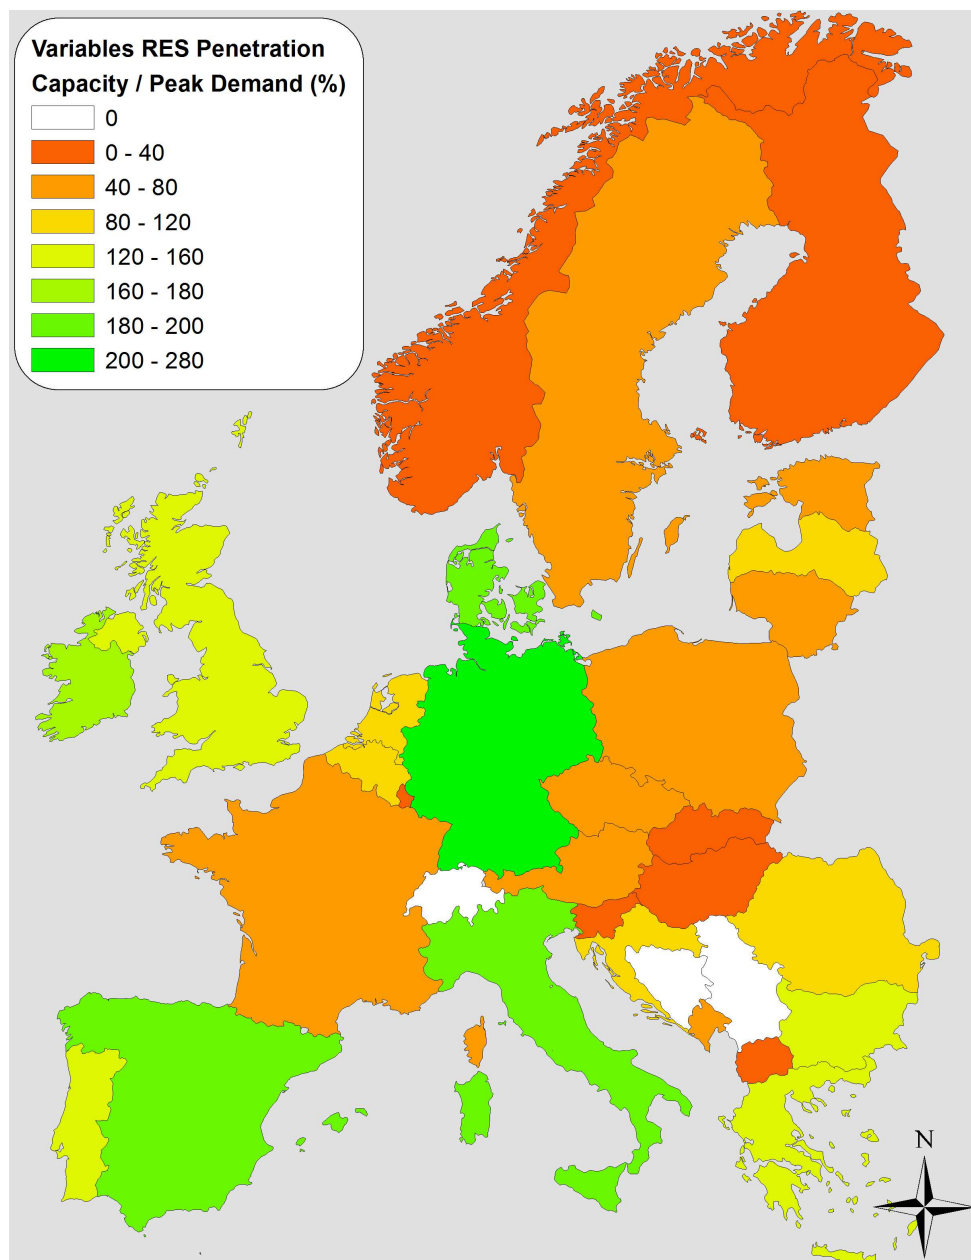 Variables RES Penetration
Capacity / Peak Demand (%)
0
0 - 40
40 - 80
80 - 120
120 - 160
160 - 180
180 - 200
200 - 280
N